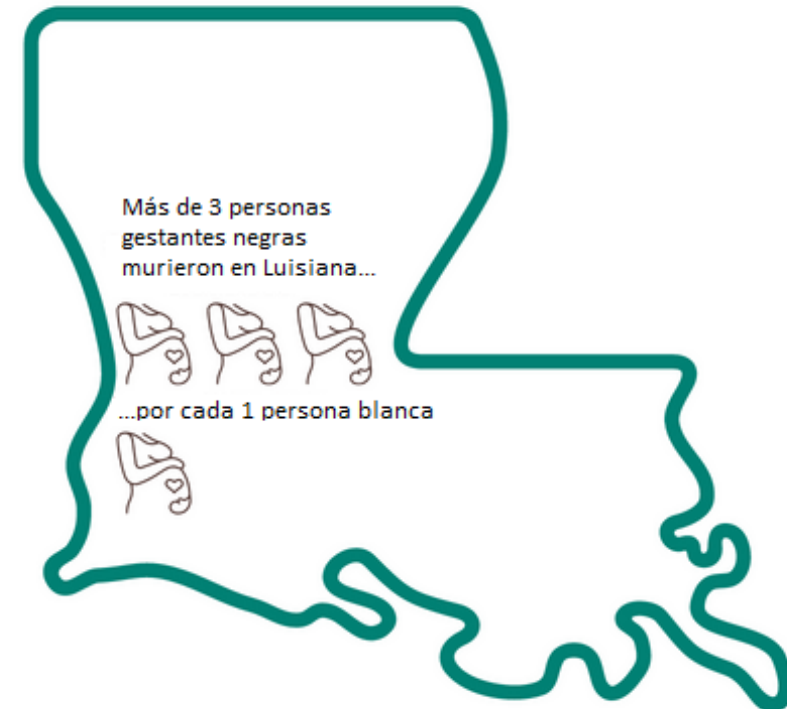 Más de 3 personas
gestantes negras
murieron en Luisiana...
...por cada 1 persona blanca